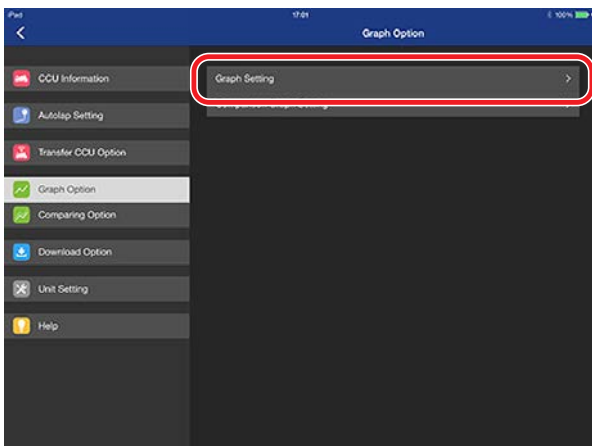 iPad 17:01 100%
Graph Option
CCU Information
Autolap Setting
Transfer CCU Option
Graph Option
Comparing Option
Download Option
Unit Setting
Help
Graph Setting